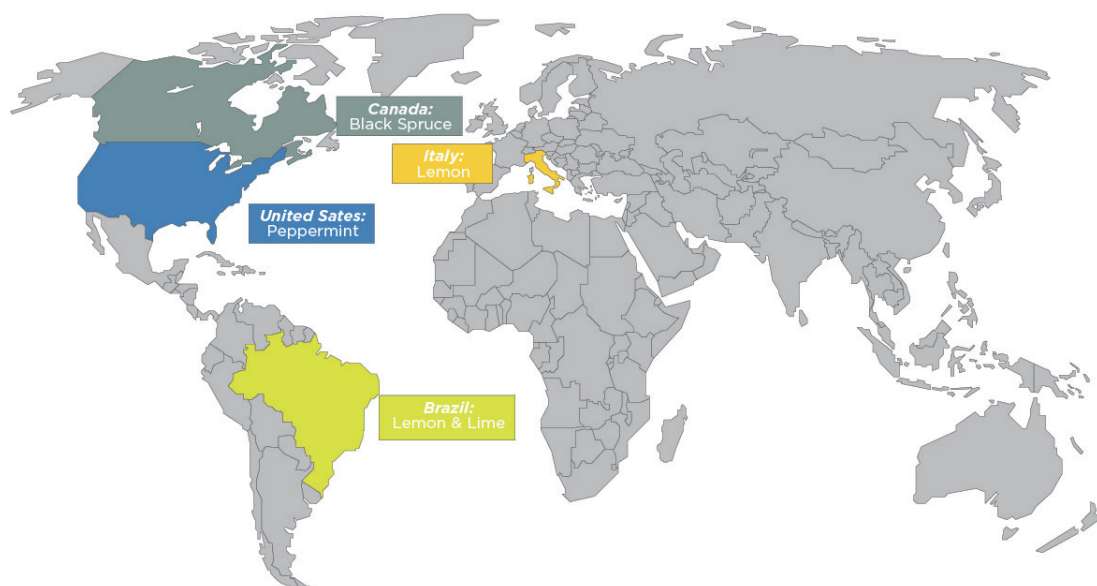 Canada:
Black Spruce
Italy:
Lemon
United Sates:
Peppermint
Brazil:
Lemon & Lime